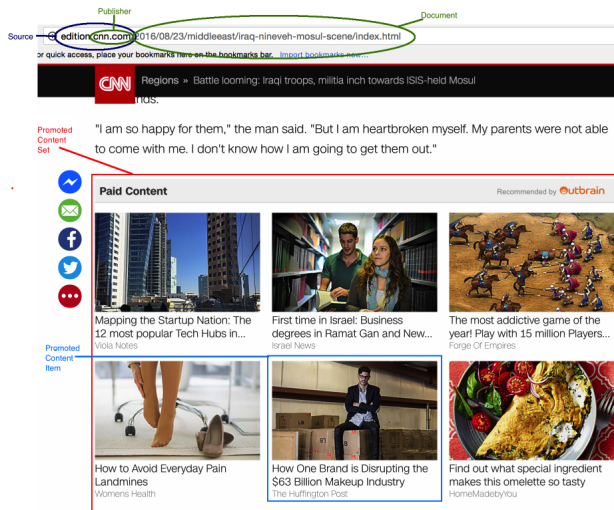 Publisher
Document
Source
edition.cnn.com/2016/08/23/middleeast/iraq-nineveh-mosul-scene/index.html
or quick access, place your bookmarks here on the bookmarks bar. Import bookmarks now...
CNN Regions » Battle looming: Iraqi troops, militia inch towards ISIS-held Mosul
nds.
Promoted
Content
Set
"I am so happy for them," the man said. "But I am heartbroken myself. My parents were not able
to come with me. I don't know how I am going to get them out."
Paid Content
Recommended by Outbrain
Mapping the Startup Nation: The
12 most popular Tech Hubs in...
Viola Notes
First time in Israel: Business
degrees in Ramat Gan and New...
Israel News
The most addictive game of the
year! Play with 15 million Players...
Forge Of Empires
Promoted
Content
Item
How to Avoid Everyday Pain
Landmines
Womens Health
How One Brand is Disrupting the
$63 Billion Makeup Industry
The Huffington Post
Find out what special ingredient
makes this omelette so tasty
HomeMadebyYou